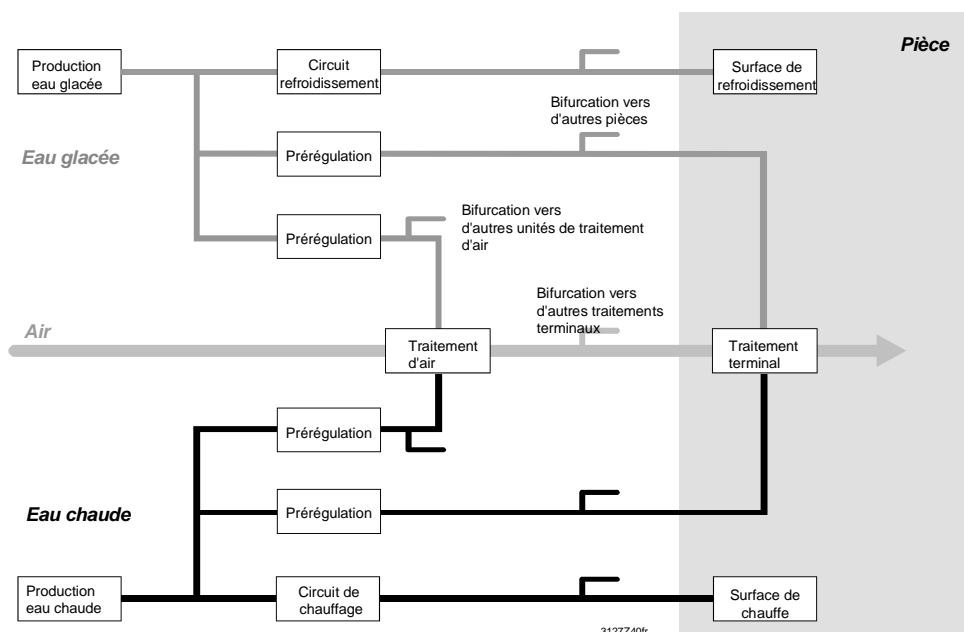 Pièce
Production
eau glacée
Circuit
refroidissement
Surface de
refroidissement
Bifurcation vers
d'autres pièces
Eau glacée
Prérégulation
Bifurcation vers
d'autres unités de traitement
d'air
Prérégulation
Bifurcation vers
d'autres traitements
terminaux
Air
Traitement
d'air
Traitement
terminal
Prérégulation
Eau chaude
Prérégulation
Production
eau chaude
Circuit de
chauffage
Surface de
chauffe
3127Z40fr